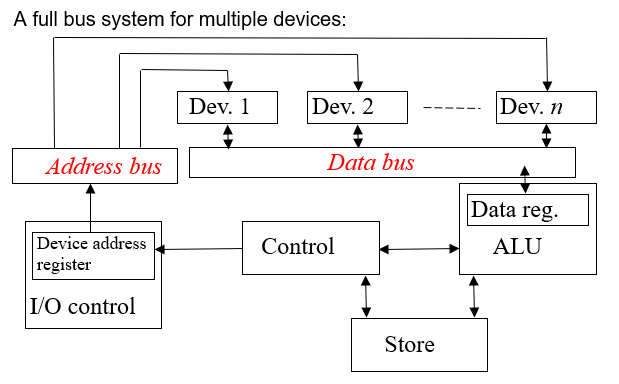 A full bus system for multiple devices:
Dev. 1
Dev. 2
Dev. n
Address bus
Data bus
Data reg.
Device address
register
Control
ALU
I/O control
Store